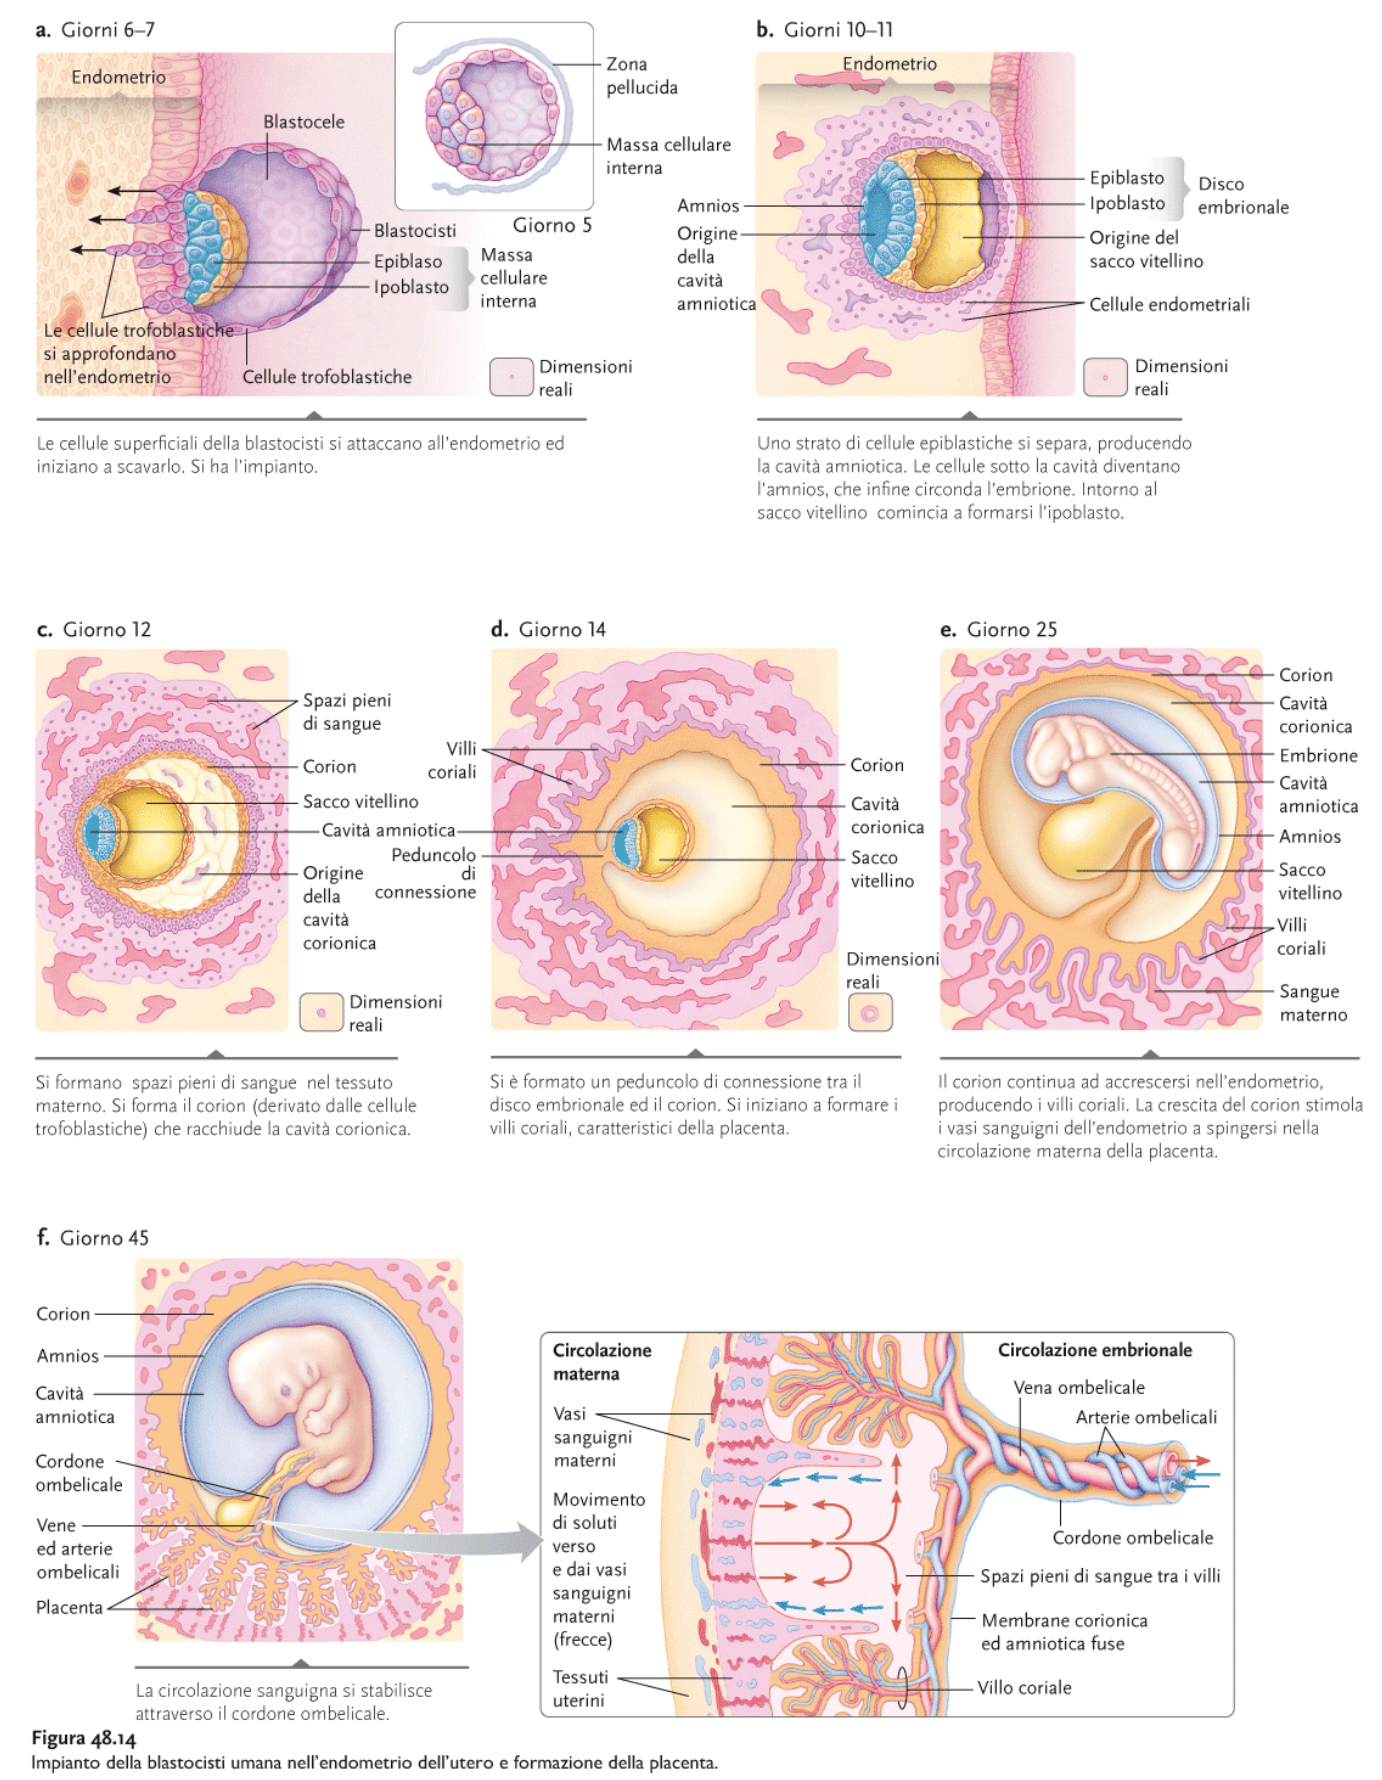 a. Giorni 6–7
Endometrio
Blastocele
Zona
pellucida
Massa cellulare
interna
Giorno 5
Blastocisti
Epiblaso
Ipoblasto
Massa
cellulare
interna
Le cellule trofoblastiche
si approfondano
nell'endometrio
Cellule trofoblastiche
Dimensioni
reali
Le cellule superficiali della blastocisti si attaccano all'endometrio ed
iniziano a scavarlo. Si ha l'impianto.
b. Giorni 10–11
Endometrio
Amnios
Origine
della
cavità
amniotica
Epiblasto
Ipoblasto
Disco
embrionale
Origine del
sacco vitellino
Cellule endometriali
Dimensioni
reali
Uno strato di cellule epiblastiche si separa, producendo
la cavità amniotica. Le cellule sotto la cavità diventano
l'amnios, che infine circonda l'embrione. Intorno al
sacco vitellino comincia a formarsi l'ipoblasto.
c. Giorno 12
Spazi pieni
di sangue
Corion
Sacco vitellino
Cavità amniotica
Origine
della
cavità
corionica
Dimensioni
reali
Si formano spazi pieni di sangue nel tessuto
materno. Si forma il corion (derivato dalle cellule
trofoblastiche) che racchiude la cavità corionica.
d. Giorno 14
Villi
coriali
Peduncolo
di
connessione
Corion
Cavità
corionica
Sacco
vitellino
Dimensioni
reali
Si è formato un peduncolo di connessione tra il
disco embrionale ed il corion. Si iniziano a formare i
villi coriali, caratteristici della placenta.
e. Giorno 25
Corion
Cavità
corionica
Embrione
Cavità
amniotica
Amnios
Sacco
vitellino
Villi
coriali
Sangue
materno
Il corion continua ad accrescersi nell'endometrio,
producendo i villi coriali. La crescita del corion stimola
i vasi sanguigni dell'endometrio a spingersi nella
circolazione materna della placenta.
f. Giorno 45
Corion
Amnios
Cavità
amniotica
Cordone
ombelicale
Vene
ed arterie
ombelicali
Placenta
La circolazione sanguigna si stabilisce
attraverso il cordone ombelicale.
Circolazione
materna
Vasi
sanguigni
materni
Movimento
di soluti
verso
e dai vasi
sanguigni
materni
(frecce)
Tessuti
uterini
Circolazione embrionale
Vena ombelicale
Arterie ombelicali
Cordone ombelicale
Spazi pieni di sangue tra i villi
Membrane corionica
ed amniotica fuse
Villo coriale
Figura 48.14
Impianto della blastocisti umana nell'endometrio dell'utero e formazione della placenta.